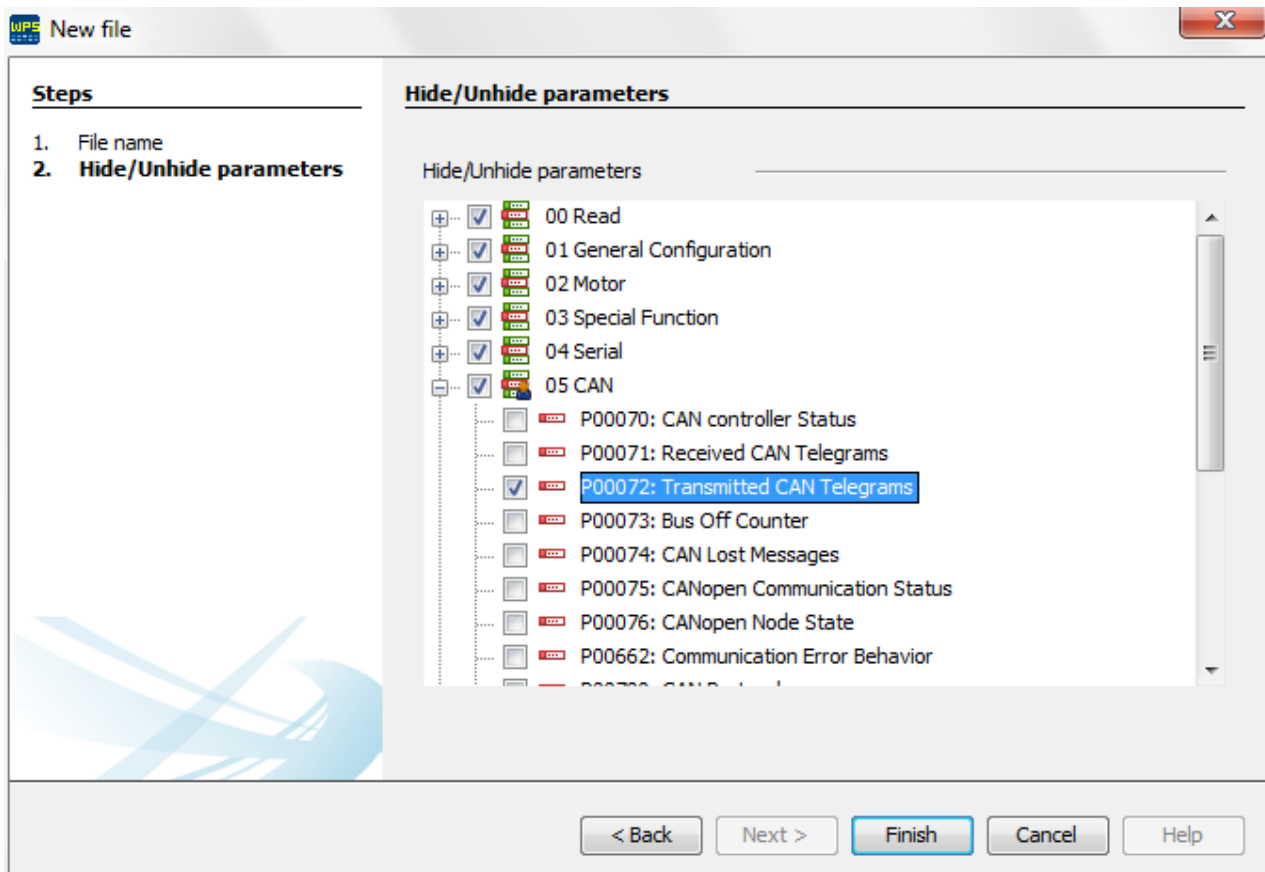 WPS New file
Steps
1. File name
2. Hide/Unhide parameters
Hide/Unhide parameters
Hide/Unhide parameters
00 Read
01 General Configuration
02 Motor
03 Special Function
04 Serial
05 CAN
P00070: CAN controller Status
P00071: Received CAN Telegrams
P00072: Transmitted CAN Telegrams
P00073: Bus Off Counter
P00074: CAN Lost Messages
P00075: CANopen Communication Status
P00076: CANopen Node State
P00662: Communication Error Behavior
< Back Next > Finish Cancel Help